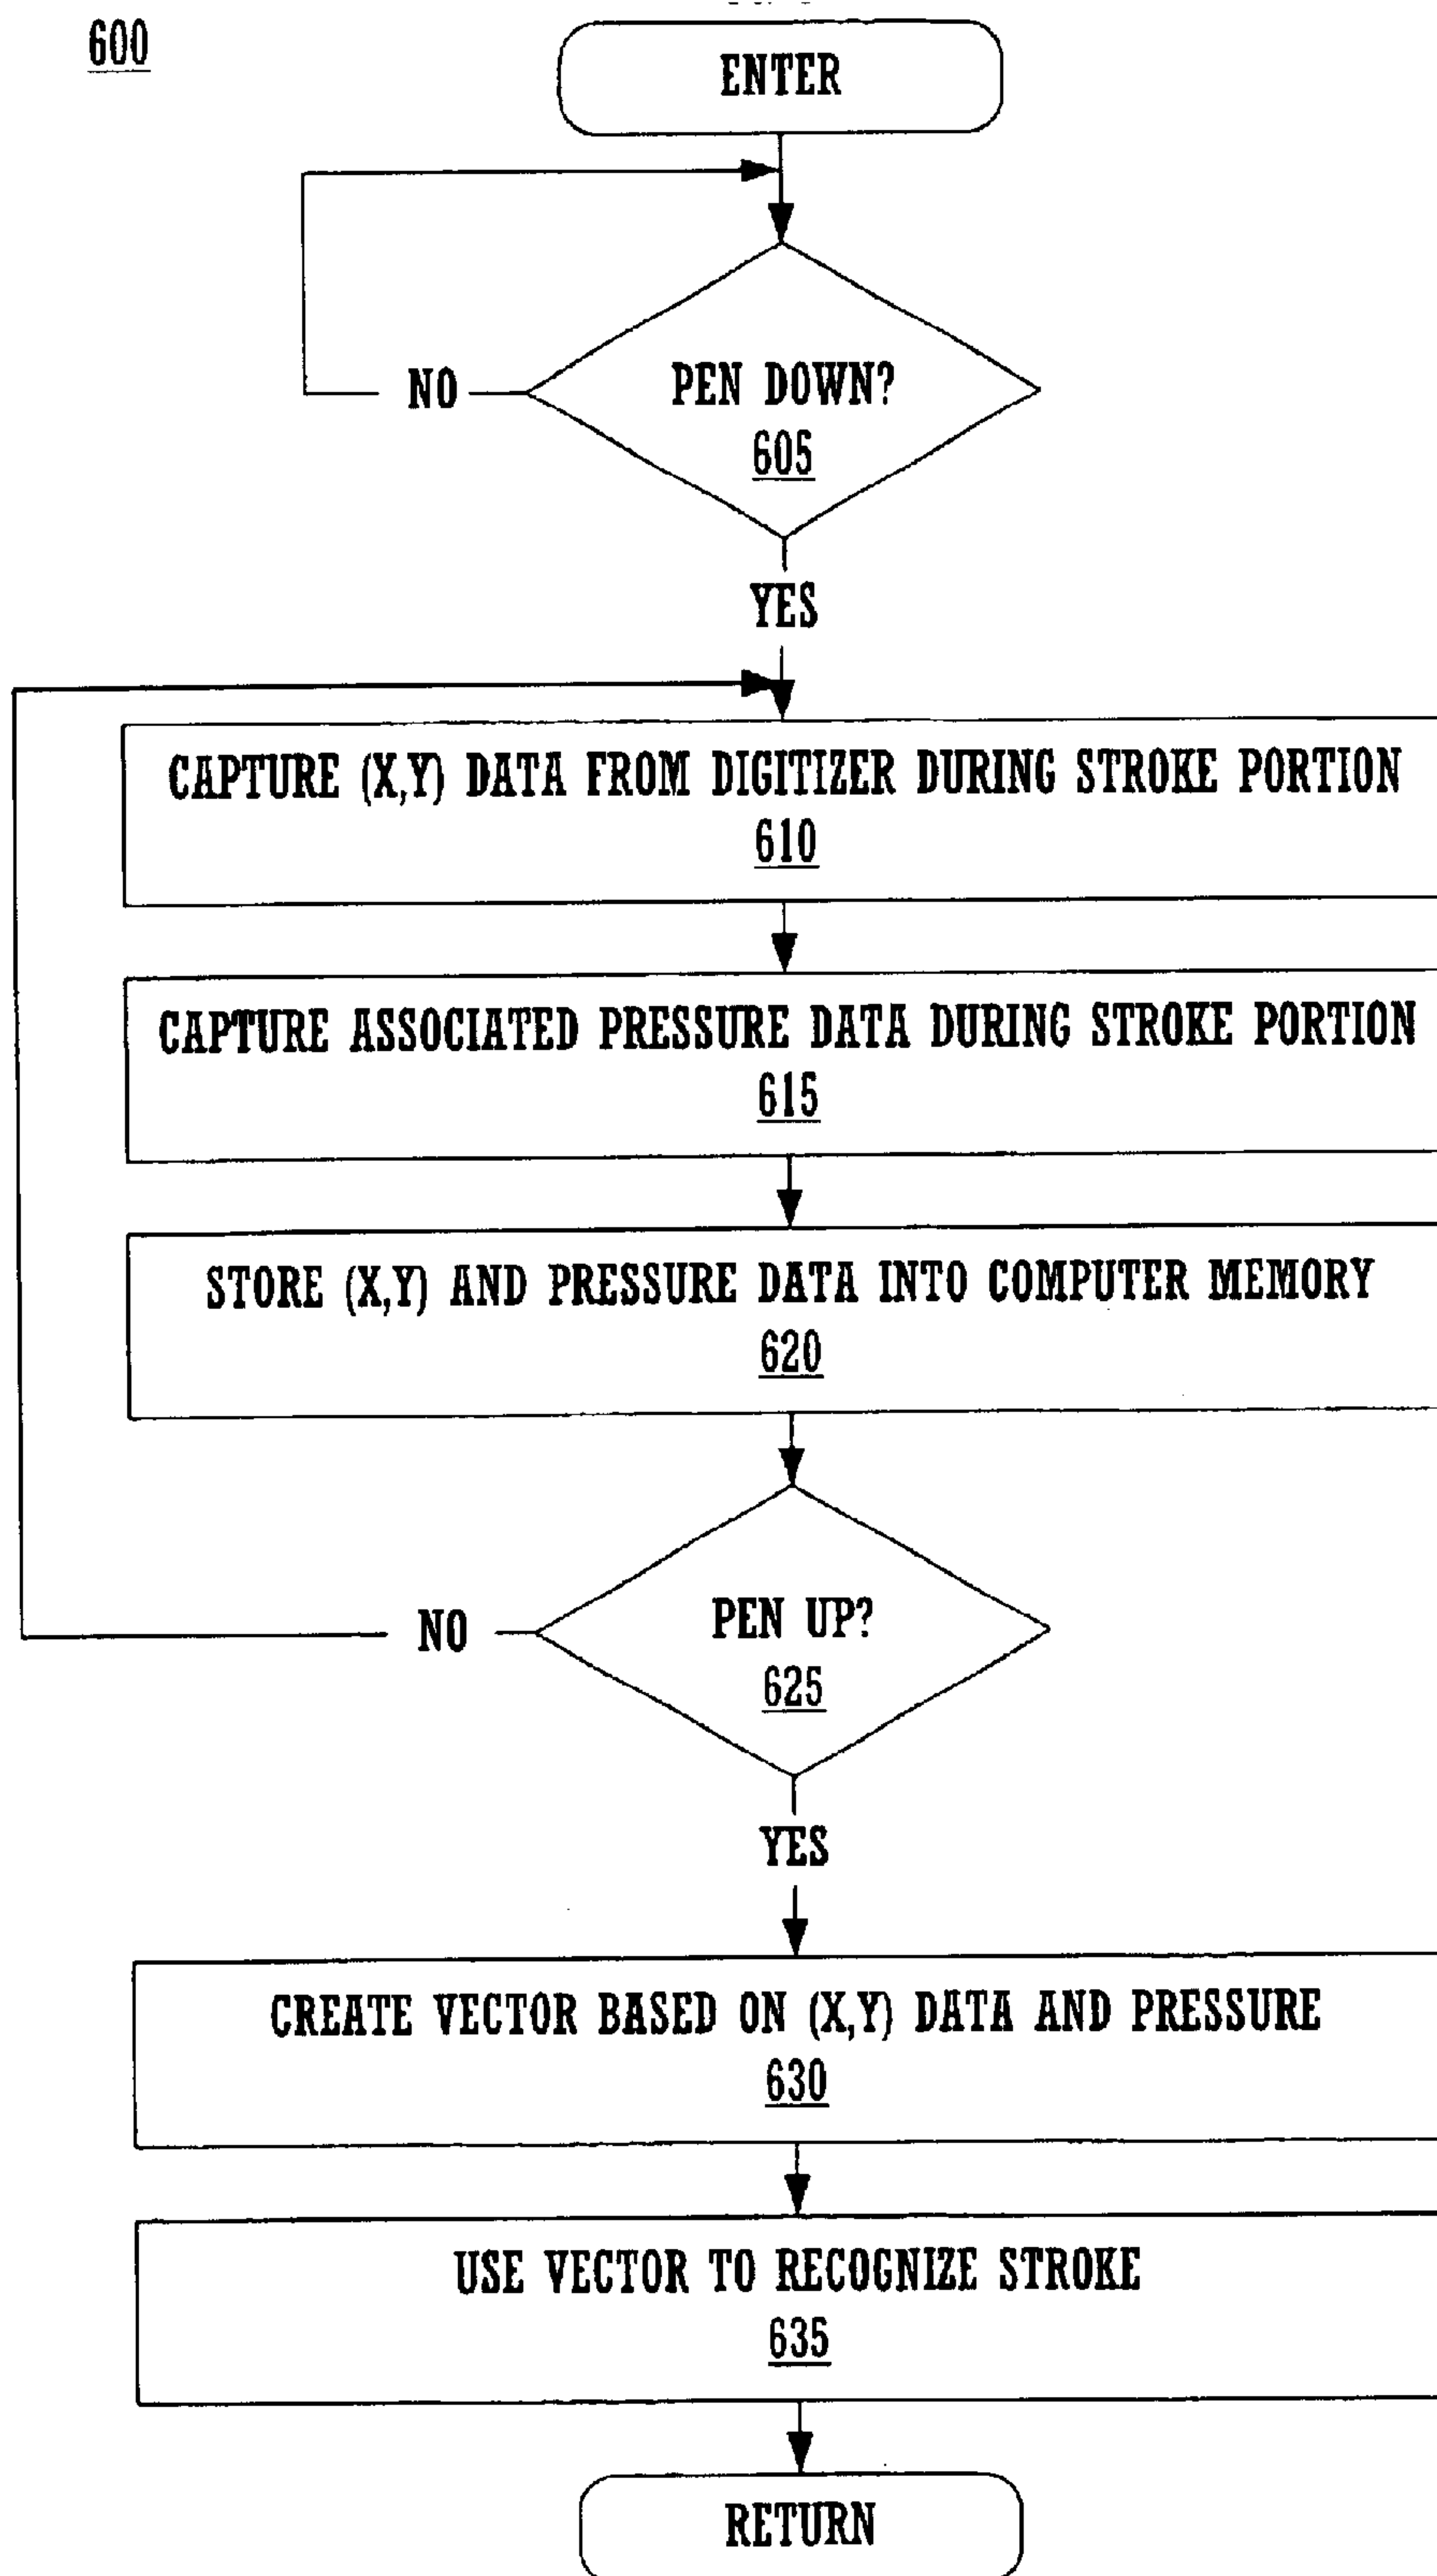 600
ENTER
PEN DOWN?
605
NO
YES
CAPTURE (X,Y) DATA FROM DIGITIZER DURING STROKE PORTION
610
CAPTURE ASSOCIATED PRESSURE DATA DURING STROKE PORTION
615
STORE (X,Y) AND PRESSURE DATA INTO COMPUTER MEMORY
620
PEN UP?
625
NO
YES
CREATE VECTOR BASED ON (X,Y) DATA AND PRESSURE
630
USE VECTOR TO RECOGNIZE STROKE
635
RETURN